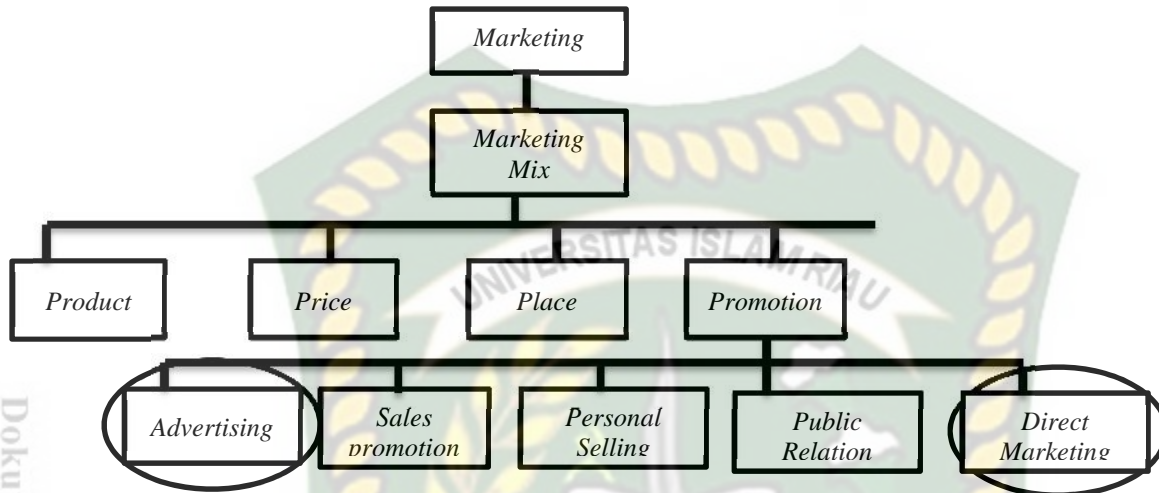 Marketing
Marketing
Mix
UNIVERSITAS ISLAM RIAU
Product
Price
Place
Promotion
Advertising
Sales
promotion
Personal
Selling
Public
Relation
Direct
Marketing
Doku